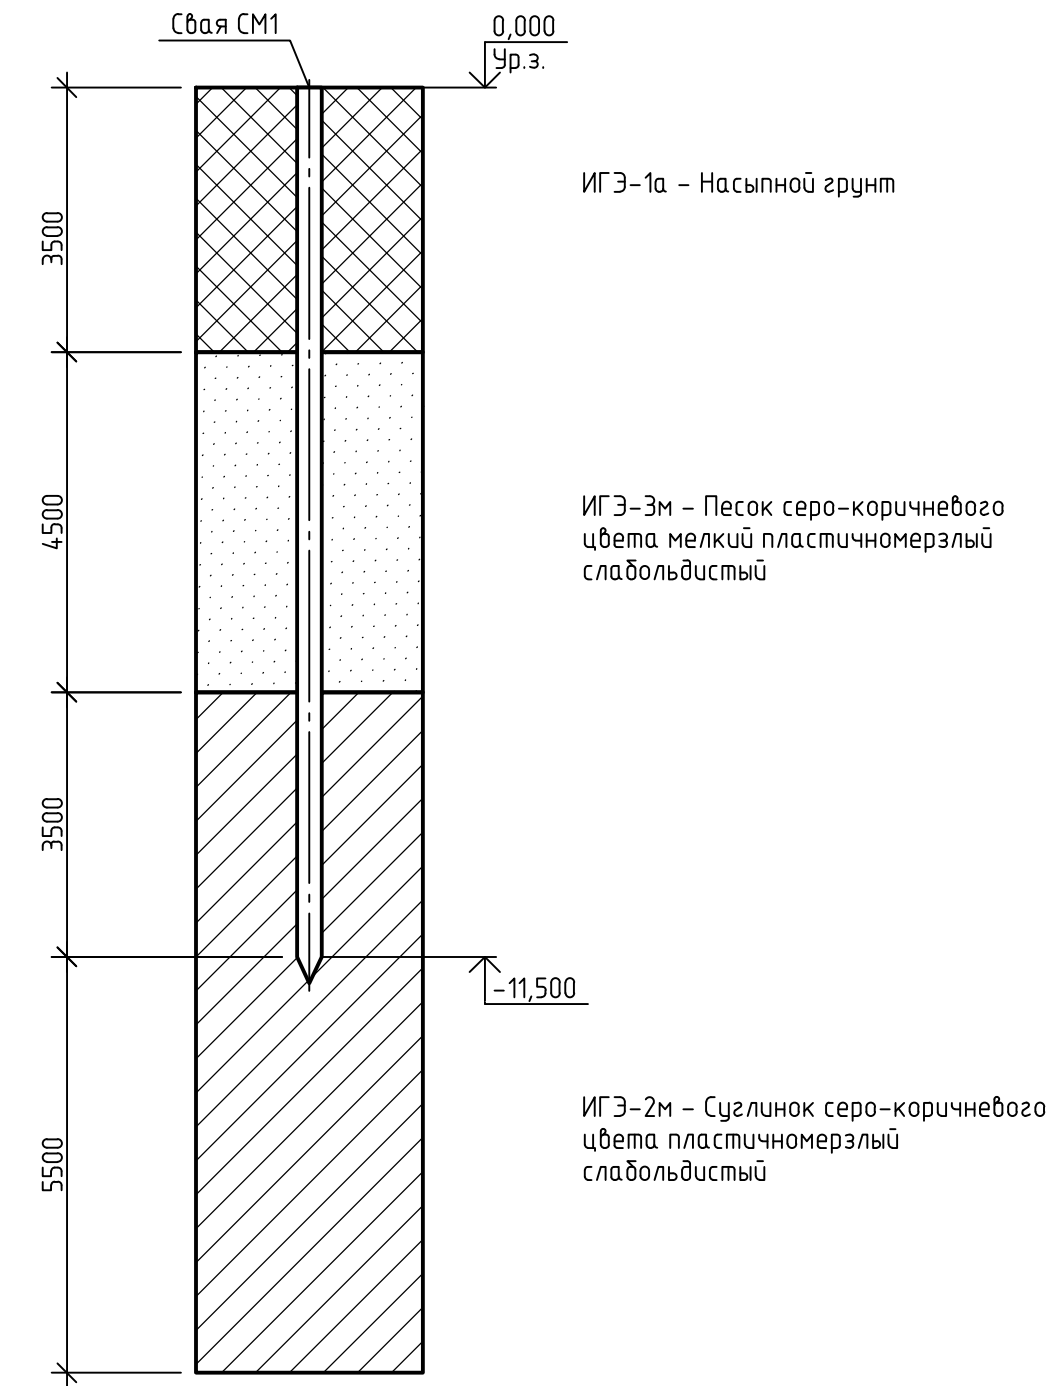 Свая СМ1
0,000
Ур.з.
3500
ИГЭ-1а - Насыпной грунт
4500
ИГЭ-3м - Песок серо-коричневого
цвета мелкий пластичномерзлый
слабольдистый
3500
-11,500
5500
ИГЭ-2м - Суглинок серо-коричневого
цвета пластичномерзлый
слабольдистый